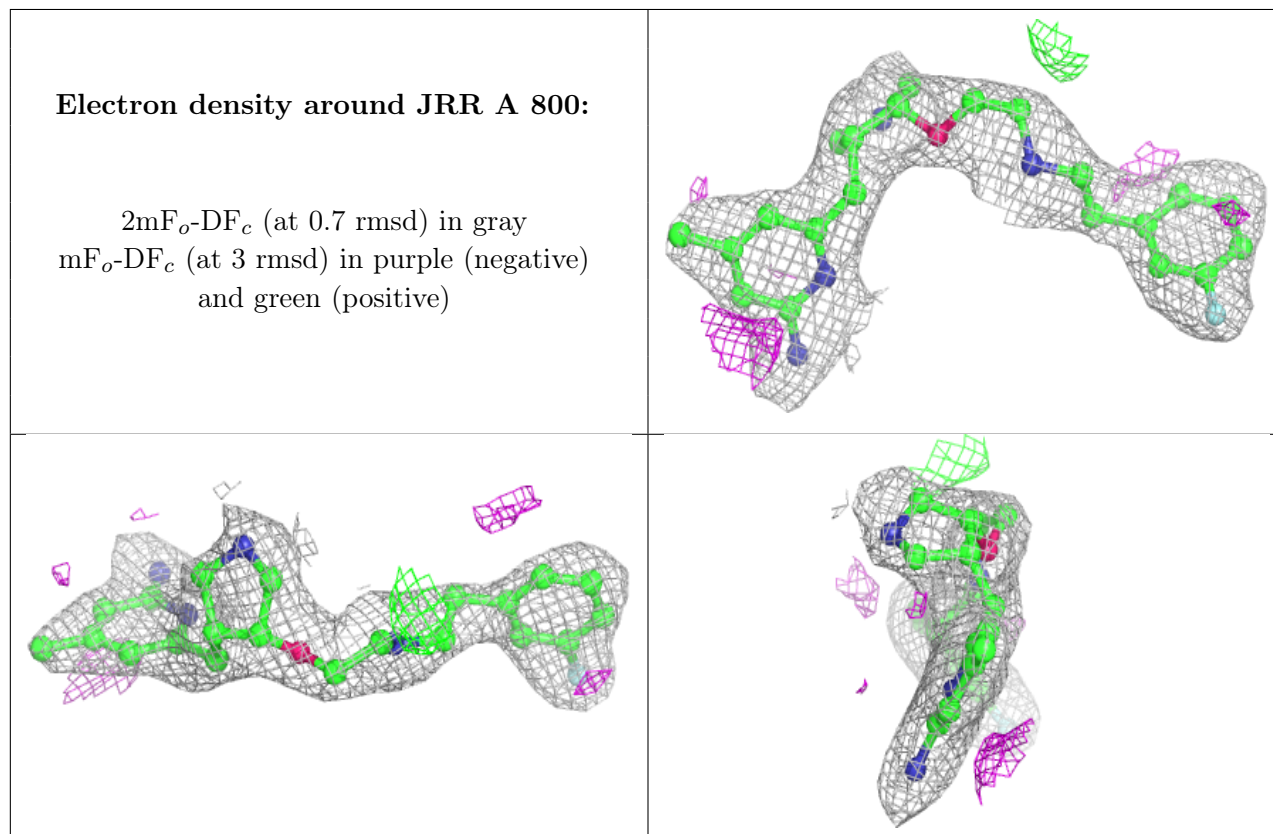 Electron density around JRR A 800:
2mFo-DFc (at 0.7 rmsd) in gray
mFo-DFc (at 3 rmsd) in purple (negative)
and green (positive)